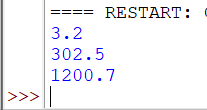 ==== RESTART: 
3.2
302.5
1200.7
>>>